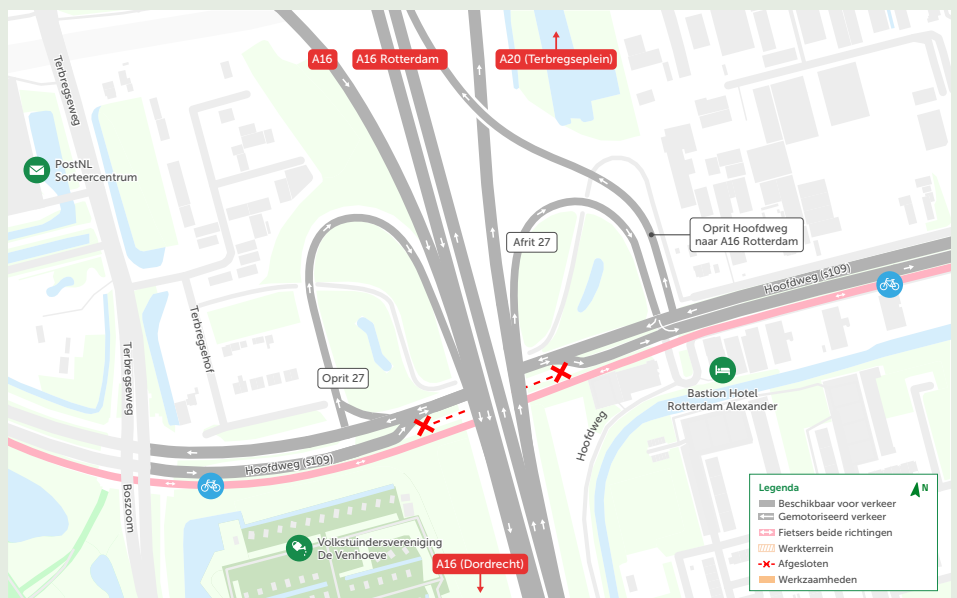 A16
A16 Rotterdam
A20 (Terbregseplein)
Terbregseweg
PostNL
Sorteercentrum
Oprit Hoofdweg
naar A16 Rotterdam
Afrit 27
Hoofdweg (s109)
Terbregsehof
Terbregseweg
Oprit 27
Bastion Hotel
Rotterdam Alexander
Hoofdweg
Hoofdweg (s109)
Boszoom
Volkstuindersvereniging
De Venhoeve
A16 (Dordrecht)
Legenda
N
Beschikbaar voor verkeer
Gemotoriseerd verkeer
Fietsers beide richtingen
Werkterrein
Afgesloten
Werkzaamheden